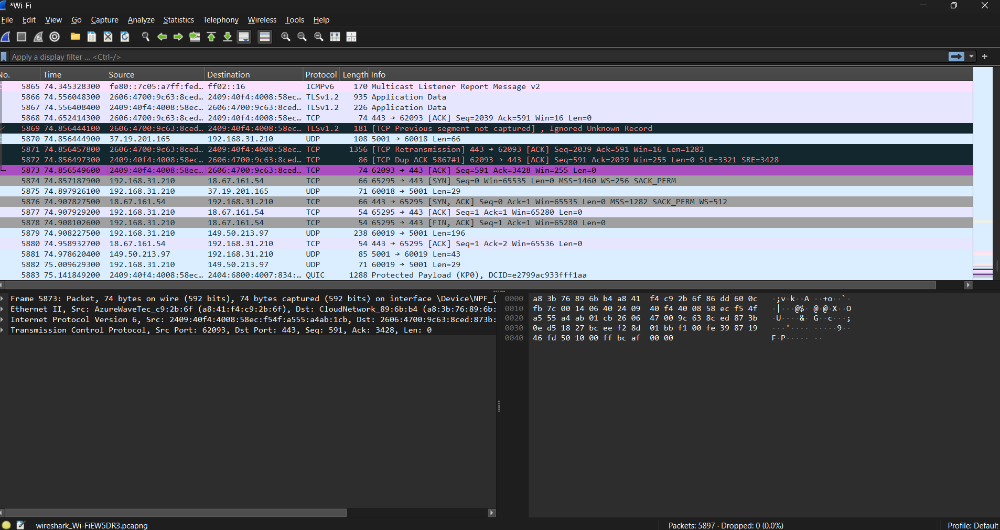 *Wi-Fi
File Edit View Go Capture Analyze Statistics Telephony Wireless Tools Help
Apply a display filter ... <Ctrl-/>
No. Time Source Destination Protocol Length Info
5865 74.345328300 fe80::7c05:a7ff:fed… ff02::16 ICMPv6 170 Multicast Listener Report Message v2
5866 74.556048300 2606:4700:9c63:8ced… 2409:40f4:4008:58ec… TLSv1.2 935 Application Data
5867 74.556408400 2409:40f4:4008:58ec… 2606:4700:9c63:8ced… TLSv1.2 226 Application Data
5868 74.652414300 2606:4700:9c63:8ced… 2409:40f4:4008:58ec… TCP 74 443 → 62093 [ACK] Seq=2039 Ack=591 Win=16 Len=0
5869 74.856444100 2606:4700:9c63:8ced… 2409:40f4:4008:58ec… TLSv1.2 181 [TCP Previous segment not captured] , Ignored Unknown Record
5870 74.856444900 37.19.201.165 192.168.31.210 UDP 108 5001 → 60018 Len=66
5871 74.856457800 2606:4700:9c63:8ced… 2409:40f4:4008:58ec… TCP 1356 [TCP Retransmission] 443 → 62093 [ACK] Seq=2039 Ack=591 Win=16 Len=1282
5872 74.856497300 2409:40f4:4008:58ec… 2606:4700:9c63:8ced… TCP 86 [TCP Dup ACK 5867#1] 62093 → 443 [ACK] Seq=591 Ack=2039 Win=255 Len=0 SLE=3321 SRE=3428
5873 74.856549600 2409:40f4:4008:58ec… 2606:4700:9c63:8ced… TCP 74 62093 → 443 [ACK] Seq=591 Ack=3428 Win=255 Len=0
5874 74.857187900 192.168.31.210 18.67.161.54 TCP 66 65295 → 443 [SYN] Seq=0 Win=65535 Len=0 MSS=1460 WS=256 SACK_PERM
5875 74.897926100 192.168.31.210 37.19.201.165 UDP 71 60018 → 5001 Len=29
5876 74.907827500 18.67.161.54 192.168.31.210 TCP 66 443 → 65295 [SYN, ACK] Seq=0 Ack=1 Win=65535 Len=0 MSS=1282 SACK_PERM WS=512
5877 74.907929200 192.168.31.210 18.67.161.54 TCP 54 65295 → 443 [ACK] Seq=1 Ack=1 Win=65280 Len=0
5878 74.908102600 192.168.31.210 18.67.161.54 TCP 54 65295 → 443 [FIN, ACK] Seq=1 Ack=1 Win=65280 Len=0
5879 74.908227500 192.168.31.210 149.50.213.97 UDP 238 60019 → 5001 Len=196
5880 74.958932700 18.67.161.54 192.168.31.210 TCP 54 443 → 65295 [ACK] Seq=1 Ack=2 Win=65536 Len=0
5881 74.978620400 149.50.213.97 192.168.31.210 UDP 85 5001 → 60019 Len=43
5882 75.009629300 192.168.31.210 149.50.213.97 UDP 71 60019 → 5001 Len=29
5883 75.141849200 2409:40f4:4008:58ec… 2404:6800:4007:834:… QUIC 1288 Protected Payload (KP0), DCID=e2799ac933fff1aa
Frame 5873: Packet, 74 bytes on wire (592 bits), 74 bytes captured (592 bits) on interface \Device\NPF_{
Ethernet II, Src: AzureWaveTec_c9:2b:6f (a8:41:f4:c9:2b:6f), Dst: CloudNetwork_89:6b:b4 (a8:3b:76:89:6b:
Internet Protocol Version 6, Src: 2409:40f4:4008:58ec:f54f:a555:a4ab:1cb, Dst: 2606:4700:9c63:8ced:873b:
Transmission Control Protocol, Src Port: 62093, Dst Port: 443, Seq: 591, Ack: 3428, Len: 0
0000 a8 3b 76 89 6b b4 a8 41 f4 c9 2b 6f 86 dd 60 0c ·;v·k··A ··+o··`·
0010 fb 7c 00 14 06 40 24 09 40 f4 40 08 58 ec f5 4f ·|···@$· @·@·X··O
0020 a5 55 a4 ab 01 cb 26 06 47 00 9c 63 8c ed 87 3b ·U····&· G··c···;
0030 0e d5 18 27 bc ee f2 8d 01 bb f1 00 fe 39 87 19 ···'···· ·····9··
0040 46 fd 50 10 00 ff bc af 00 00 F·P····· ··
wireshark_Wi-FiEW5DR3.pcapng Packets: 5897 · Dropped: 0 (0.0%) Profile: Default